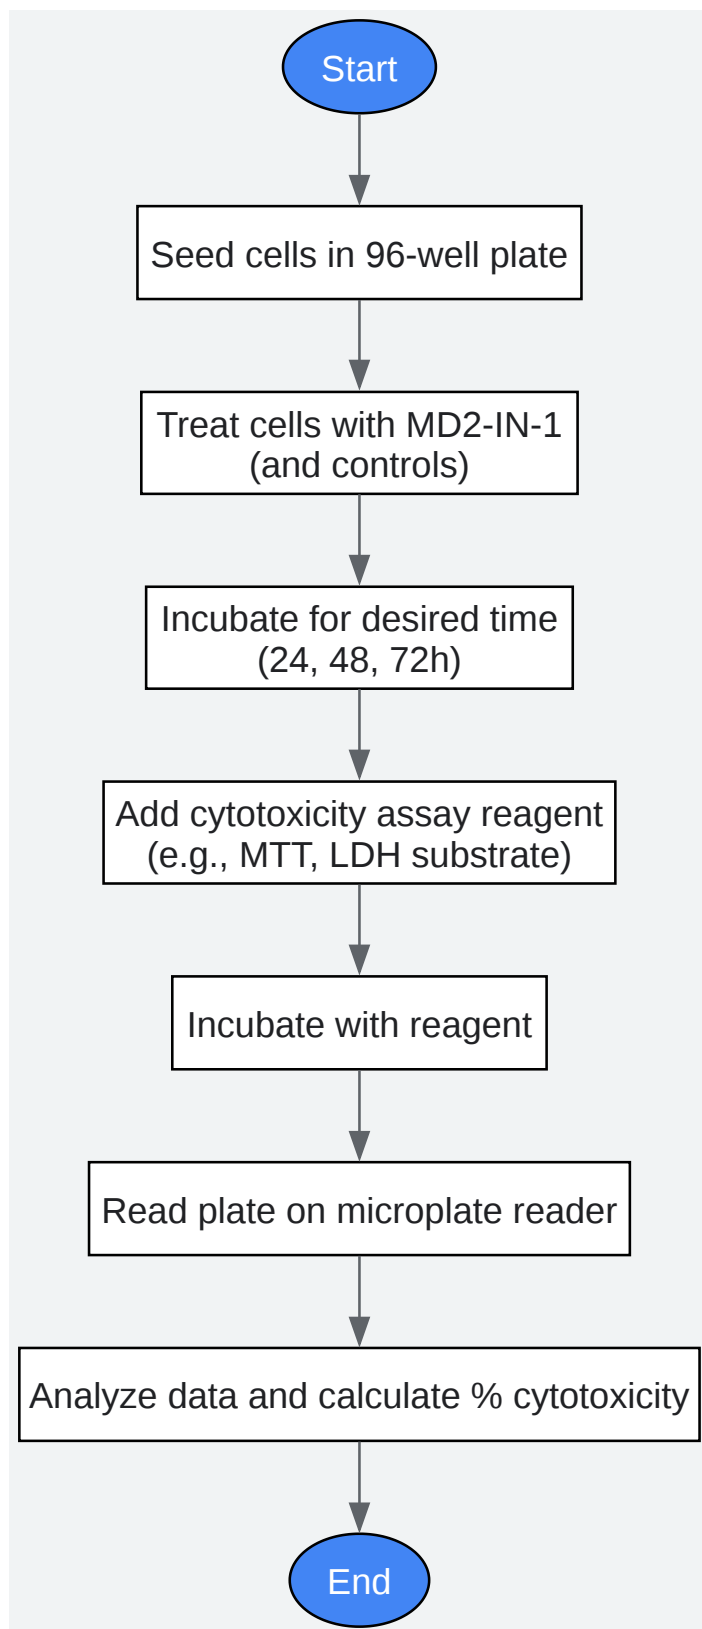 Start
Seed cells in 96-well plate
Treat cells with MD2-IN-1
(and controls)
Incubate for desired time
(24, 48, 72h)
Add cytotoxicity assay reagent
(e.g., MTT, LDH substrate)
Incubate with reagent
Read plate on microplate reader
Analyze data and calculate % cytotoxicity
End